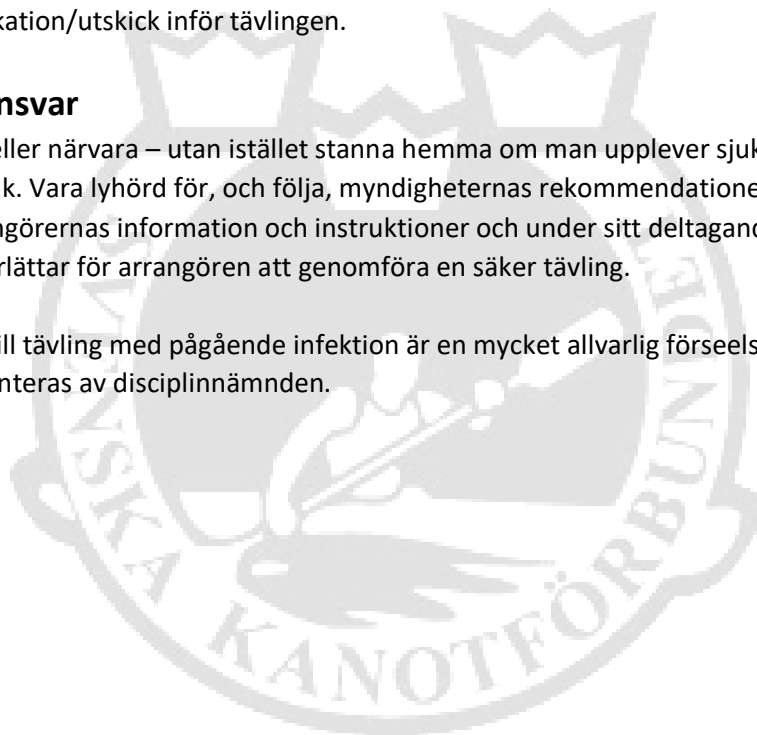 kation/utskick inför tävlingen.
nsvar
eller närvara – utan istället stanna hemma om man upplever sjuk
k. Vara lyhörd för, och följa, myndigheternas rekommendatione
ngörernas information och instruktioner och under sitt deltagand
rlättar för arrangören att genomföra en säker tävling.
ill tävling med pågående infektion är en mycket allvarlig förseels
nteras av disciplinnämnden.
SVENSKA KANOTFÖRBUNDET